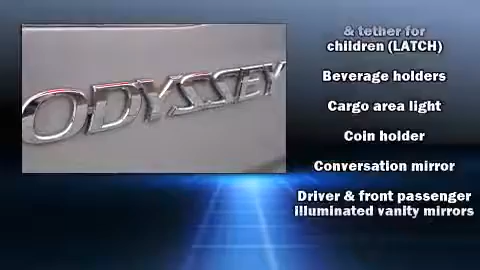 ODYSSEY
& tether for
children (LATCH)
Beverage holders
Cargo area light
Coin holder
Conversation mirror
Driver & front passenger
illuminated vanity mirrors